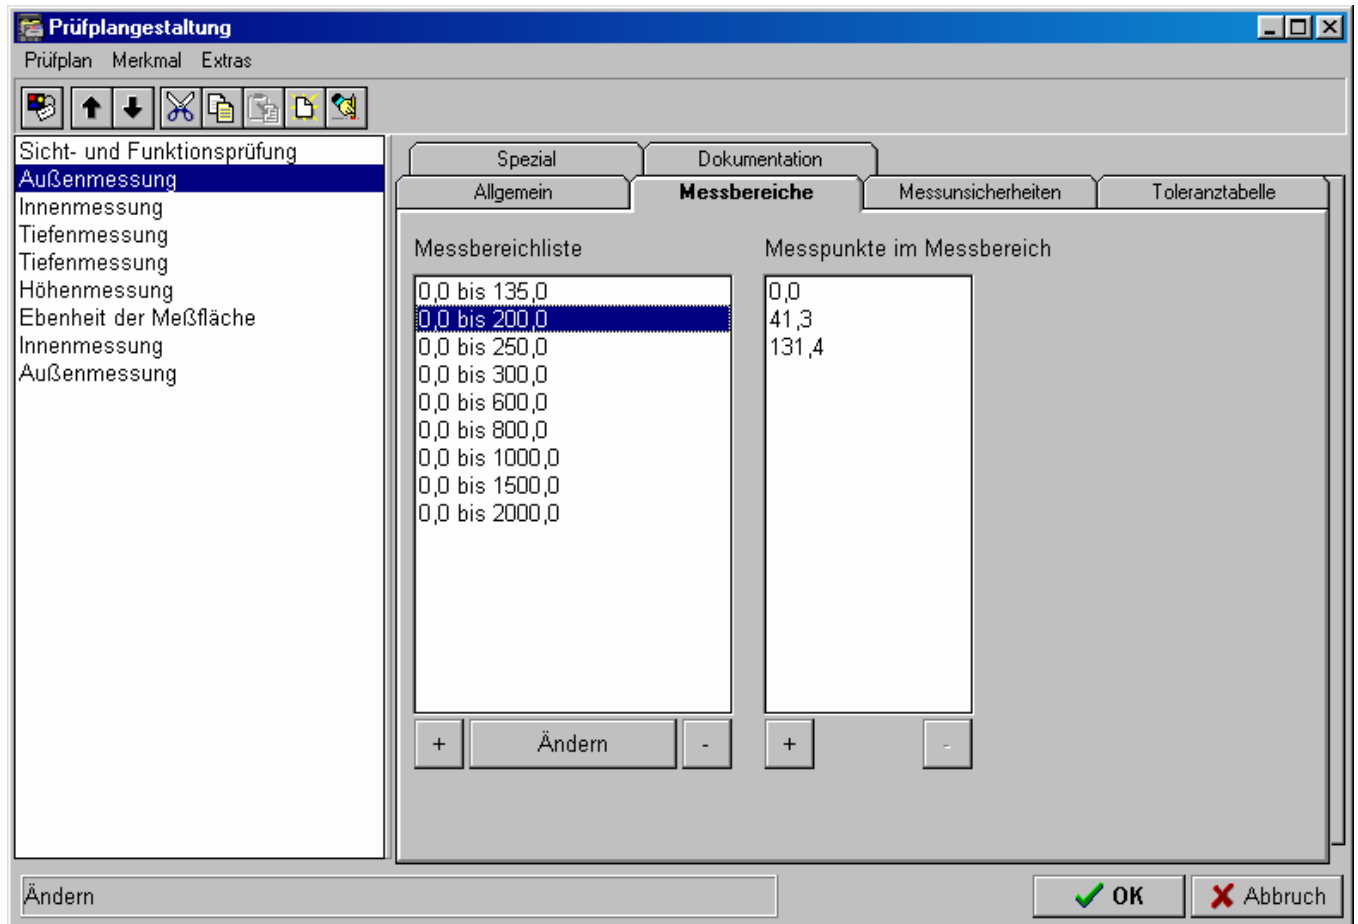 Prüfplangestaltung
Prüfplan Merkmal Extras
Sicht- und Funktionsprüfung
Außenmessung
Innenmessung
Tiefenmessung
Tiefenmessung
Höhenmessung
Ebenheit der Meßfläche
Innenmessung
Außenmessung
Spezial Dokumentation
Allgemein Messbereiche Messunsicherheiten Toleranztabelle
Messbereichliste
0,0 bis 135,0
0,0 bis 200,0
0,0 bis 250,0
0,0 bis 300,0
0,0 bis 600,0
0,0 bis 800,0
0,0 bis 1000,0
0,0 bis 1500,0
0,0 bis 2000,0
+ Ändern -
Messpunkte im Messbereich
0,0
41,3
131,4
+ -
Ändern
OK Abbruch